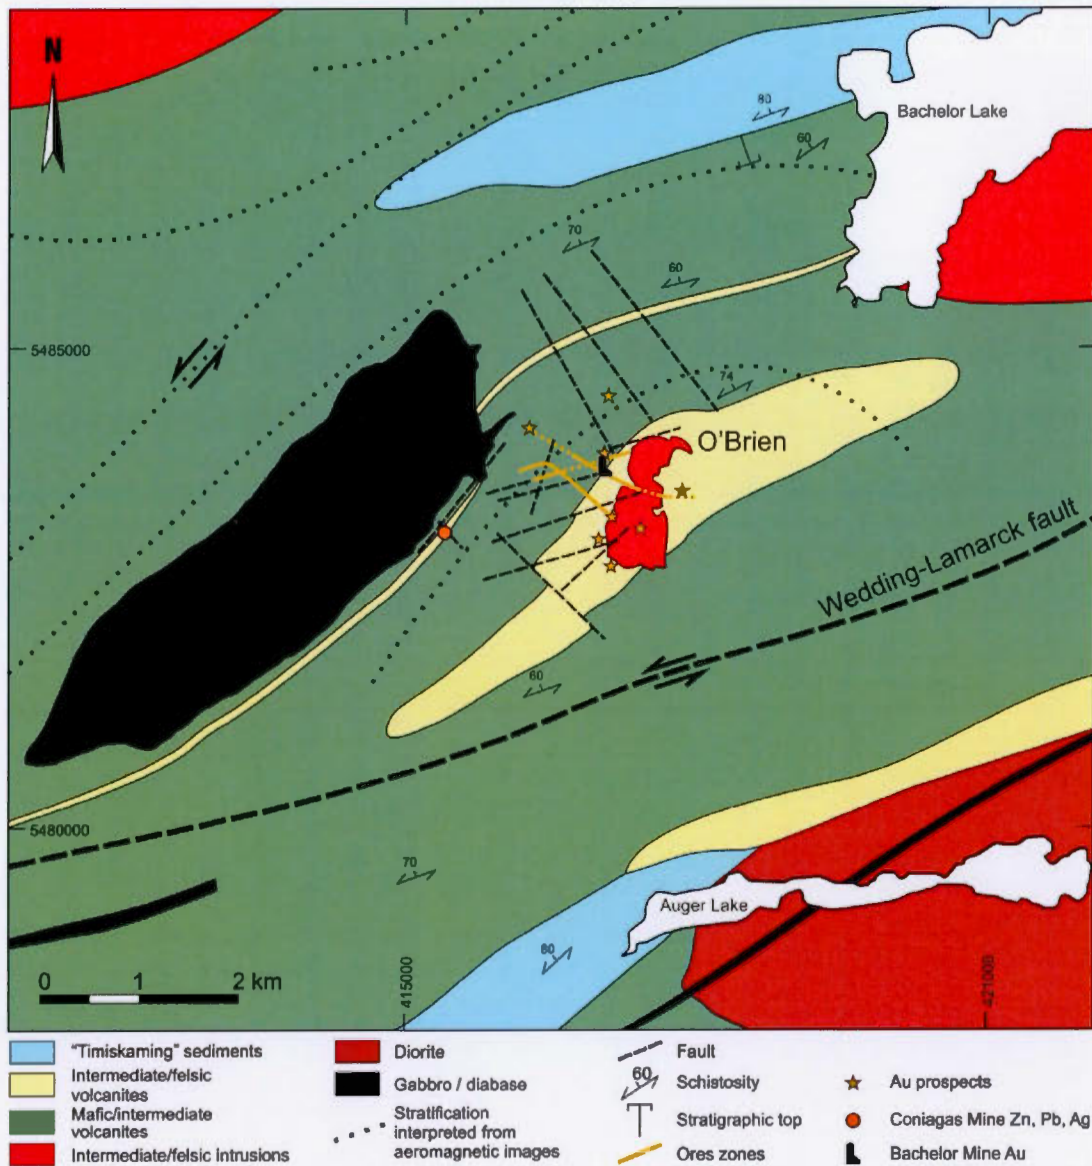 N
80
Bachelor Lake
60
70
60
5485000
74
O'Brien
Wedding-Lamarck fault
60
5480000
70
Auger Lake
80
0 1 2 km
415000
421000
"Timiskaming" sediments
Intermediate/felsic
volcanites
Mafic/intermediate
volcanites
Intermediate/felsic intrusions
Diorite
Gabbro / diabase
Stratification
interpreted from
aeromagnetic images
Fault
60 Schistosity
Stratigraphic top
Ores zones
Au prospects
Coniagas Mine Zn, Pb, Ag
Bachelor Mine Au